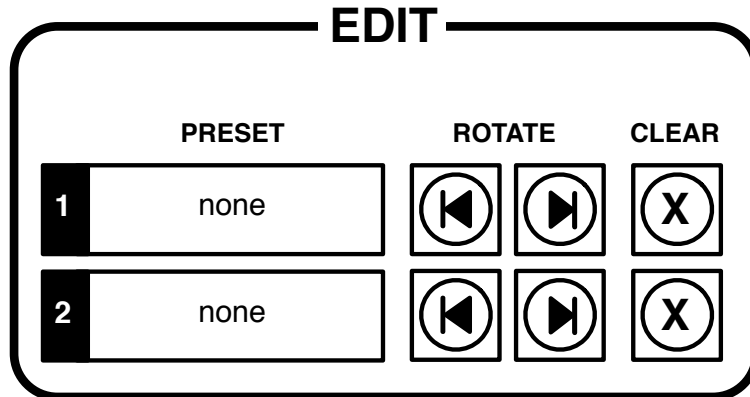 EDIT
PRESET ROTATE CLEAR
1 none X
2 none X